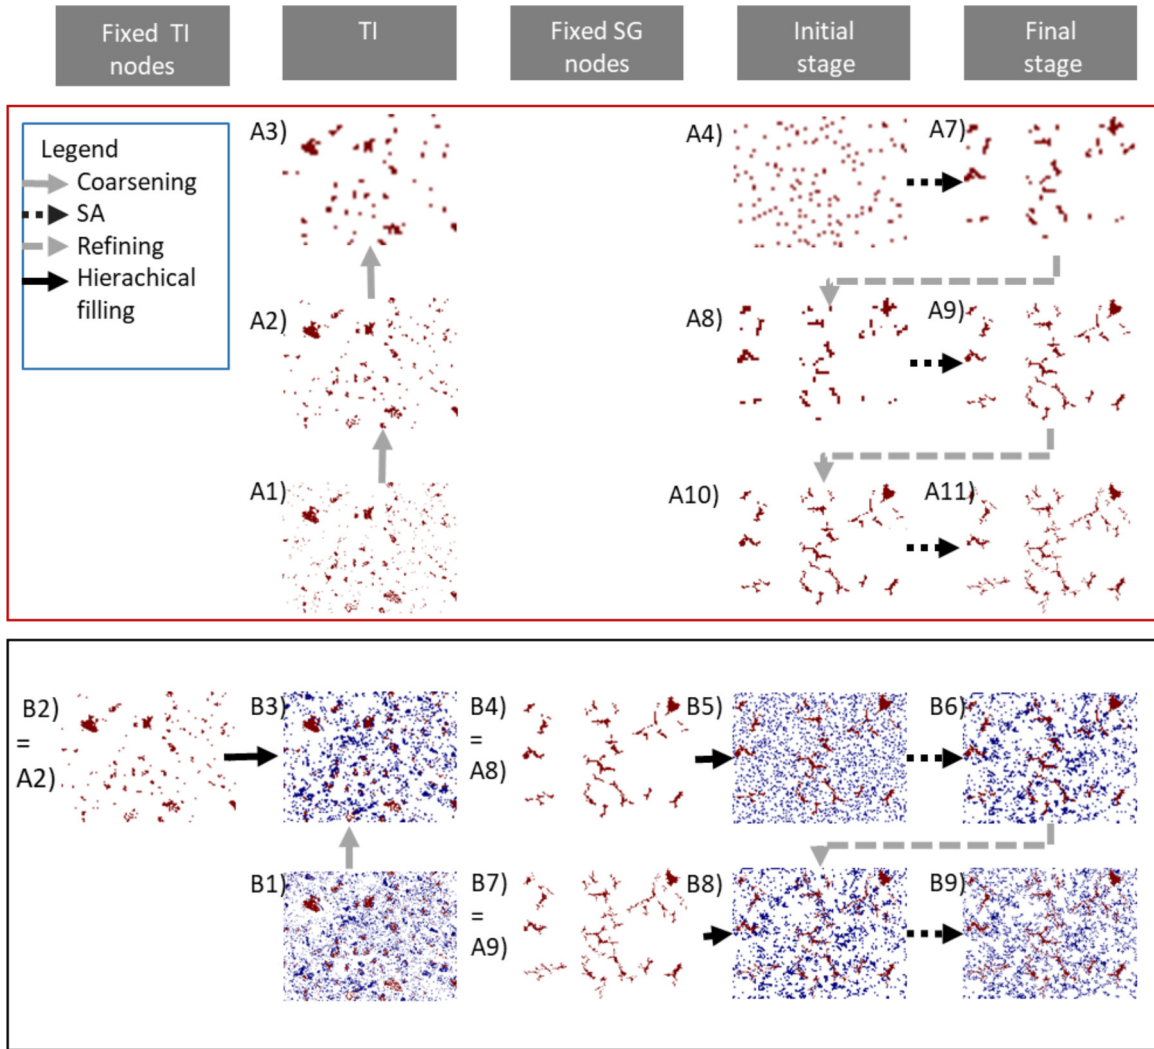 Fixed TI
nodes
TI
Fixed SG
nodes
Initial
stage
Final
stage
Legend
Coarsening
SA
Refining
Hierachical
filling
A3)
A4)
A7)
A2)
A8)
A9)
A1)
A10)
A11)
B2)
=
A2)
B3)
B4)
=
A8)
B5)
B6)
B1)
B7)
=
A9)
B8)
B9)